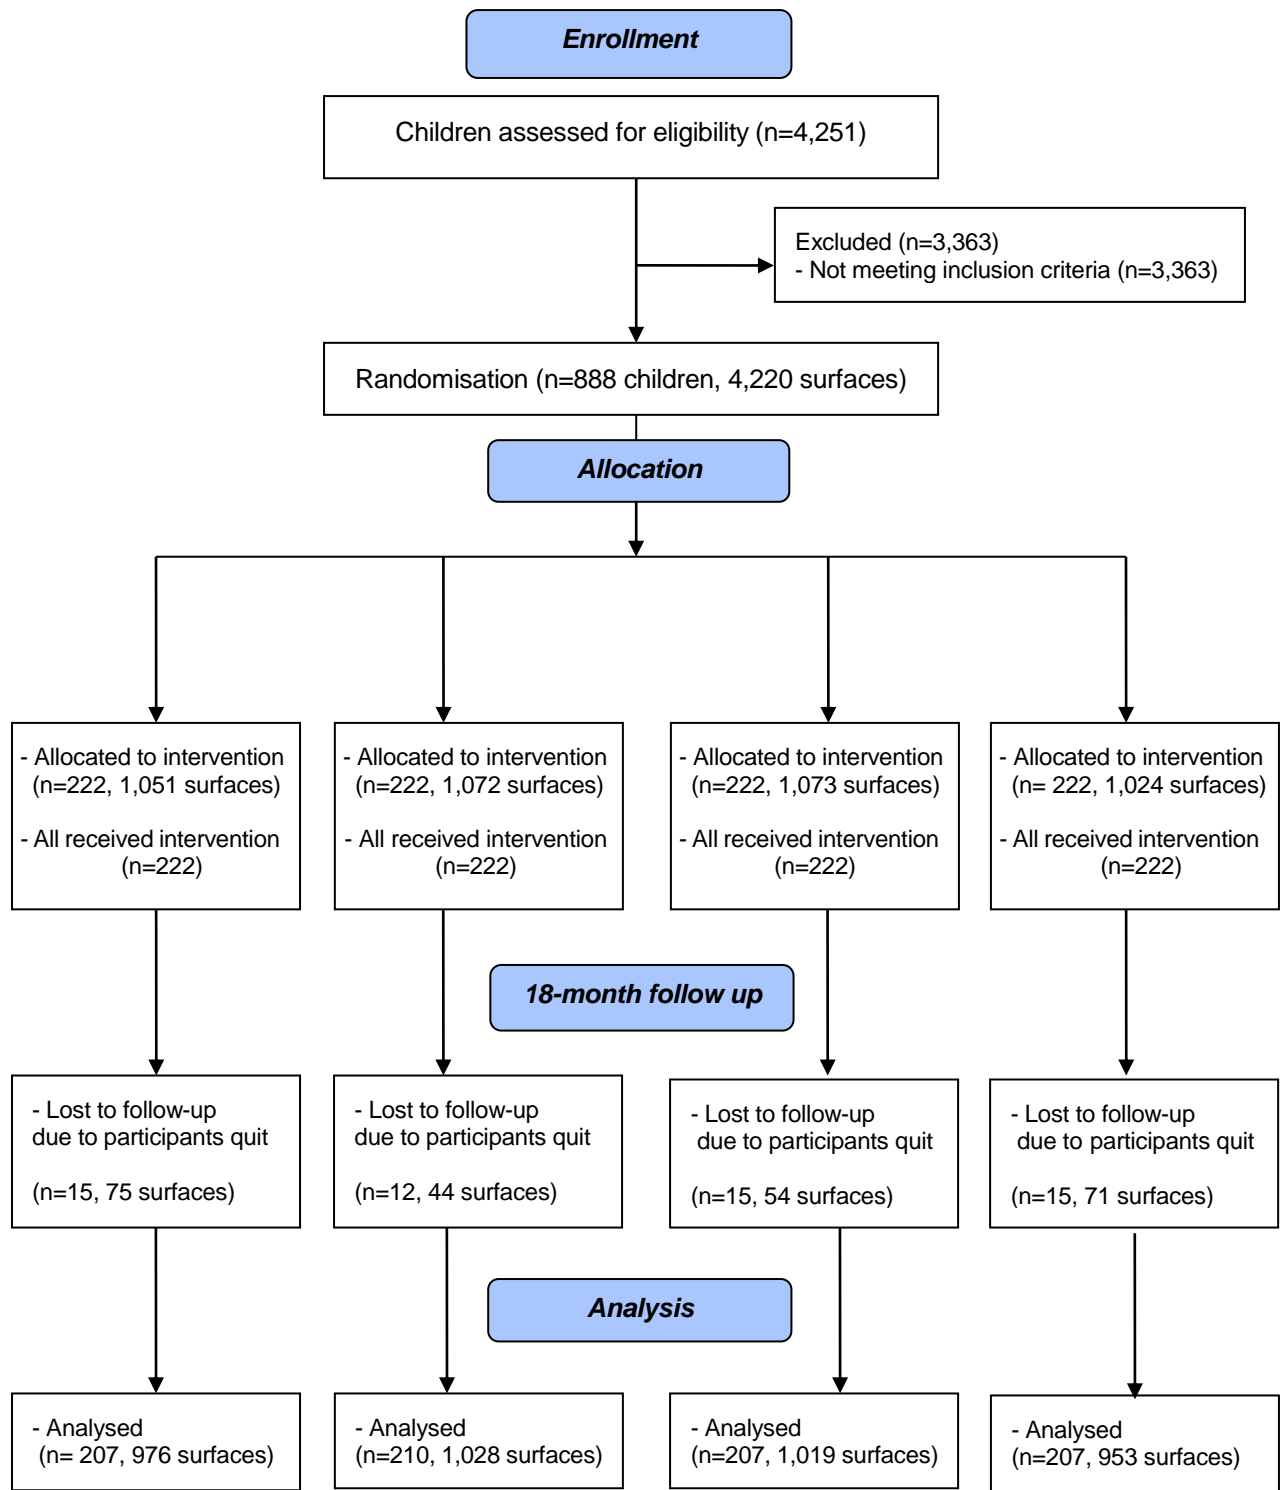 Enrollment
Children assessed for eligibility (n=4,251)
Excluded (n=3,363)
- Not meeting inclusion criteria (n=3,363)
Randomisation (n=888 children, 4,220 surfaces)
Allocation
- Allocated to intervention
(n=222, 1,051 surfaces)
- All received intervention
(n=222)
- Allocated to intervention
(n=222, 1,072 surfaces)
- All received intervention
(n=222)
- Allocated to intervention
(n=222, 1,073 surfaces)
- All received intervention
(n=222)
- Allocated to intervention
(n= 222, 1,024 surfaces)
- All received intervention
(n=222)
18-month follow up
- Lost to follow-up
due to participants quit
(n=15, 75 surfaces)
- Lost to follow-up
due to participants quit
(n=12, 44 surfaces)
- Lost to follow-up
due to participants quit
(n=15, 54 surfaces)
- Lost to follow-up
due to participants quit
(n=15, 71 surfaces)
Analysis
- Analysed
(n= 207, 976 surfaces)
- Analysed
(n=210, 1,028 surfaces)
- Analysed
(n=207, 1,019 surfaces)
- Analysed
(n=207, 953 surfaces)